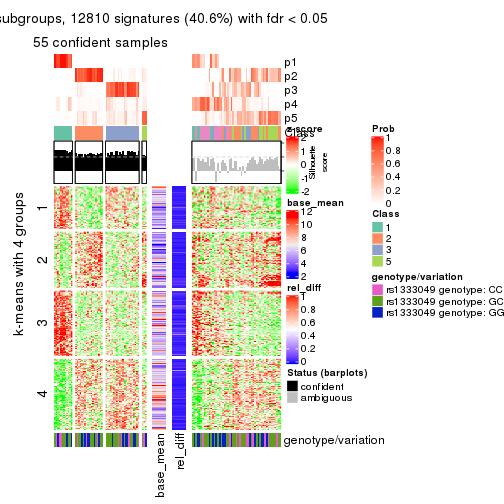 subgroups, 12810 signatures (40.6%) with fdr < 0.05
55 confident samples
p1
p2
p3
p4
p5
Class
Silhouette
score
k-means with 4 groups
1
2
3
4
base_mean
rel_diff
genotype/variation
z-score
2
1
0
-1
-2
base_mean
12
10
8
6
4
2
rel_diff
1
0.8
0.6
0.4
0.2
0
Status (barplots)
confident
ambiguous
Prob
1
0.8
0.6
0.4
0.2
0
Class
1
2
3
5
genotype/variation
rs1333049 genotype: CC
rs1333049 genotype: GC
rs1333049 genotype: GG